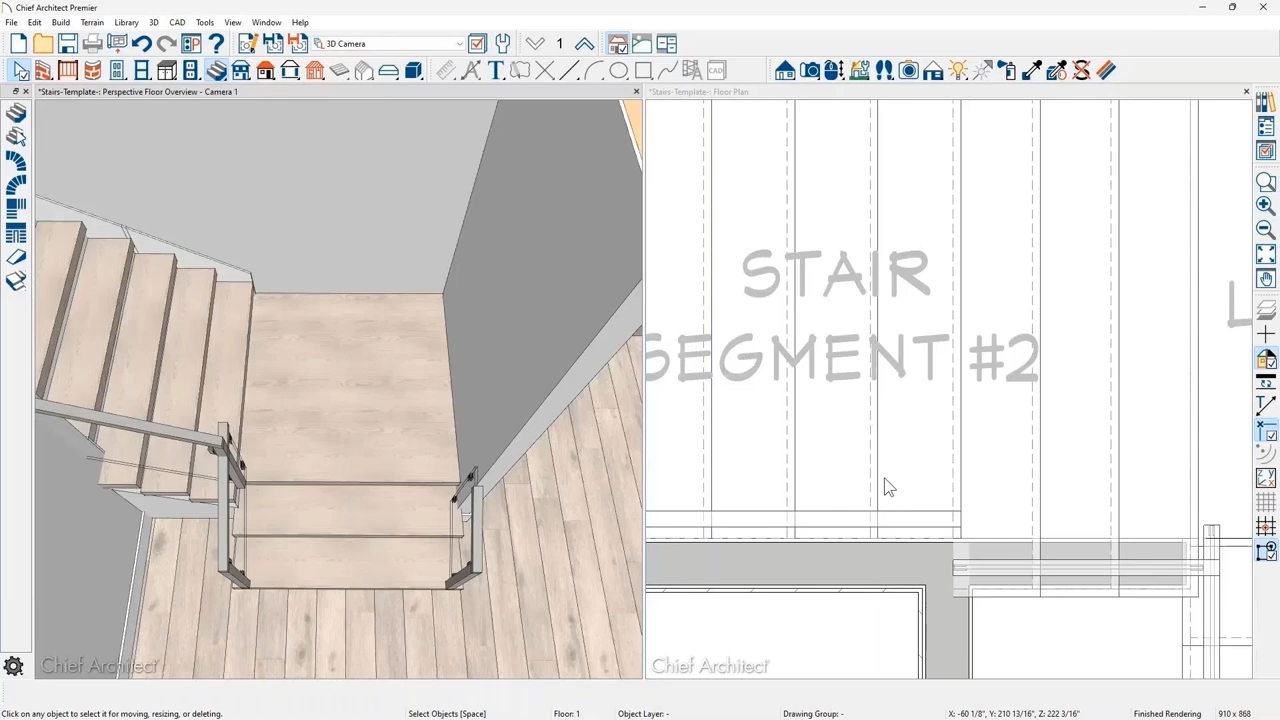 Chief Architect Premier
File Edit Build Terrain Library 3D CAD Tools View Window Help
3D Camera
1
CAD
*Stairs-Template-: Perspective Floor Overview - Camera 1
*Stairs-Template-: Floor Plan
STAIR
SEGMENT #2
L
Chief Architect
Chief Architect
Click on any object to select it for moving, resizing, or deleting.
Select Objects [Space]
Floor: 1
Object Layer: -
Drawing Group: -
X: -60 1/8", Y: 210 13/16", Z: 222 3/16"
Finished Rendering
910 x 868